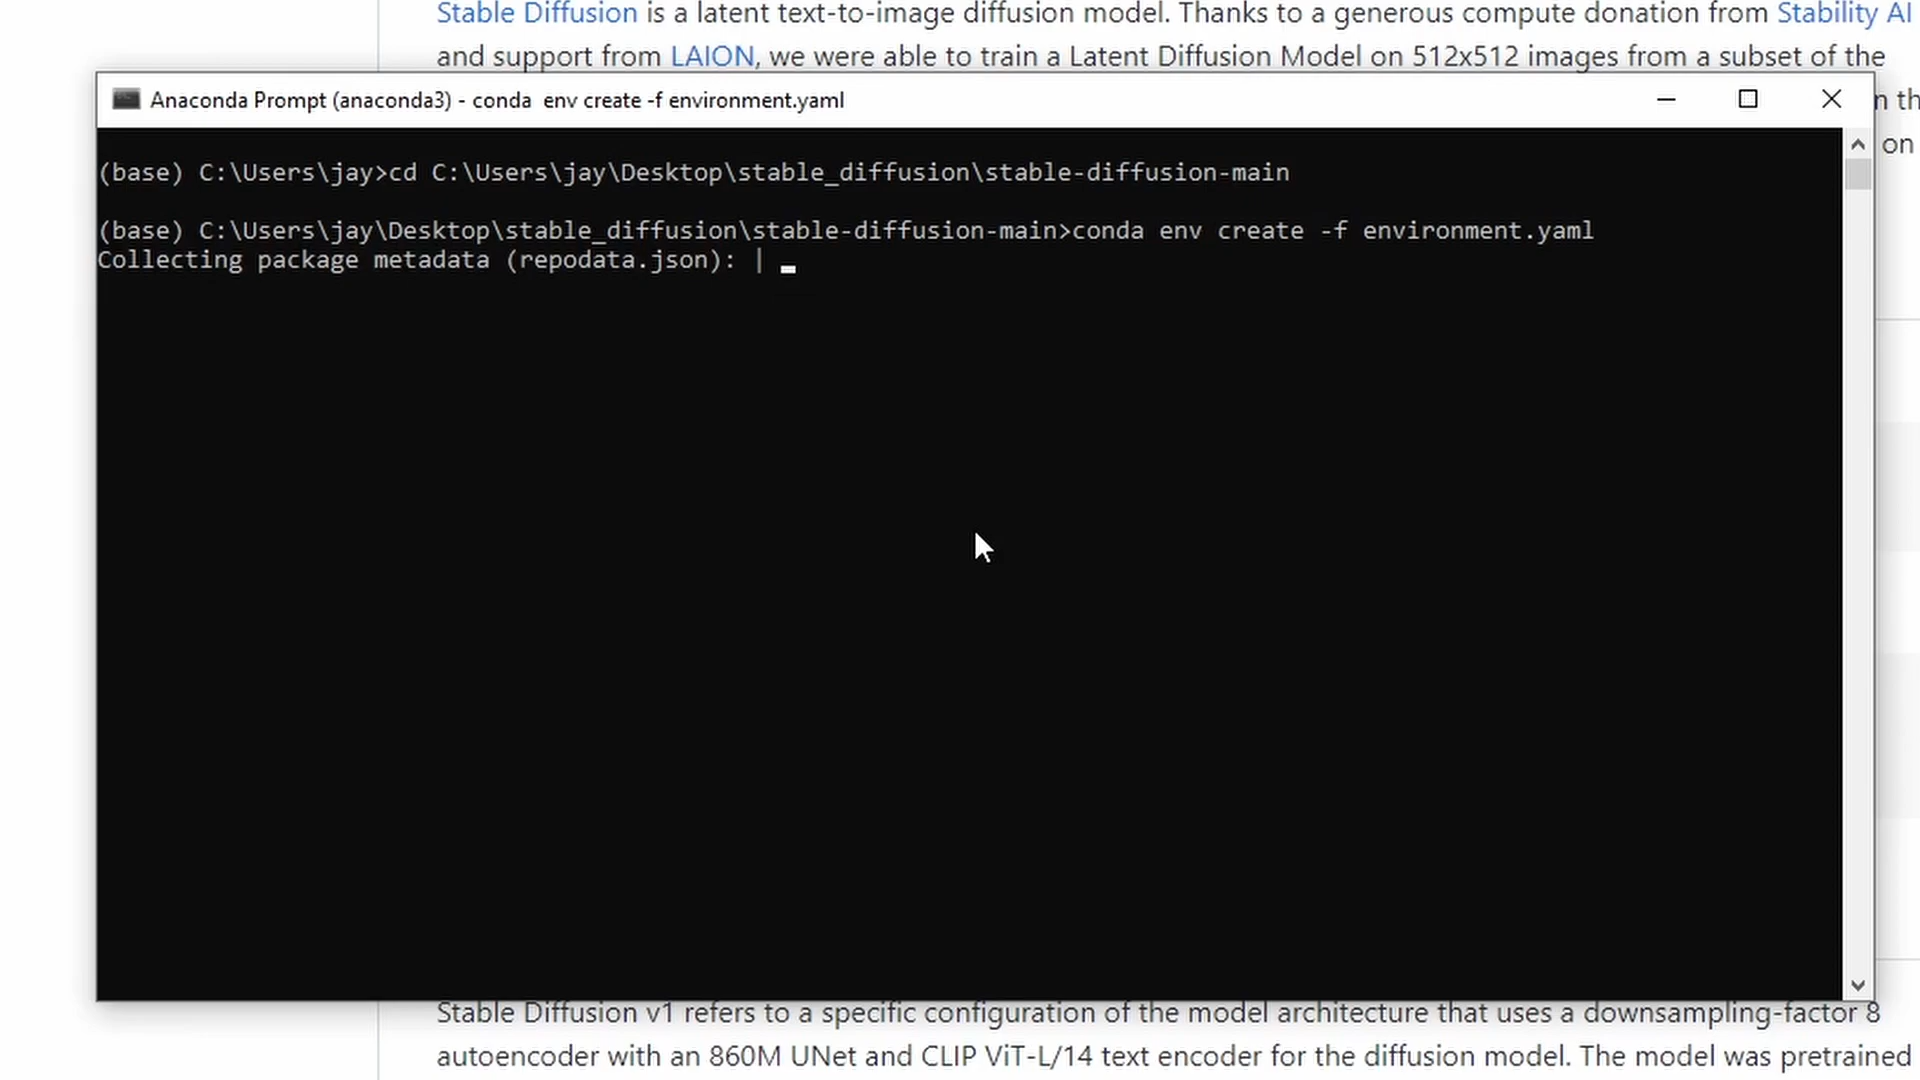 Stable Diffusion is a latent text-to-image diffusion model. Thanks to a generous compute donation from Stability AI
and support from LAION, we were able to train a Latent Diffusion Model on 512x512 images from a subset of the
Anaconda Prompt (anaconda3) - conda  env create -f environment.yaml
n th
on
(base) C:\Users\jay>cd C:\Users\jay\Desktop\stable_diffusion\stable-diffusion-main
(base) C:\Users\jay\Desktop\stable_diffusion\stable-diffusion-main>conda env create -f environment.yaml
Collecting package metadata (repodata.json): |
Stable Diffusion v1 refers to a specific configuration of the model architecture that uses a downsampling-factor 8
autoencoder with an 860M UNet and CLIP ViT-L/14 text encoder for the diffusion model. The model was pretrained